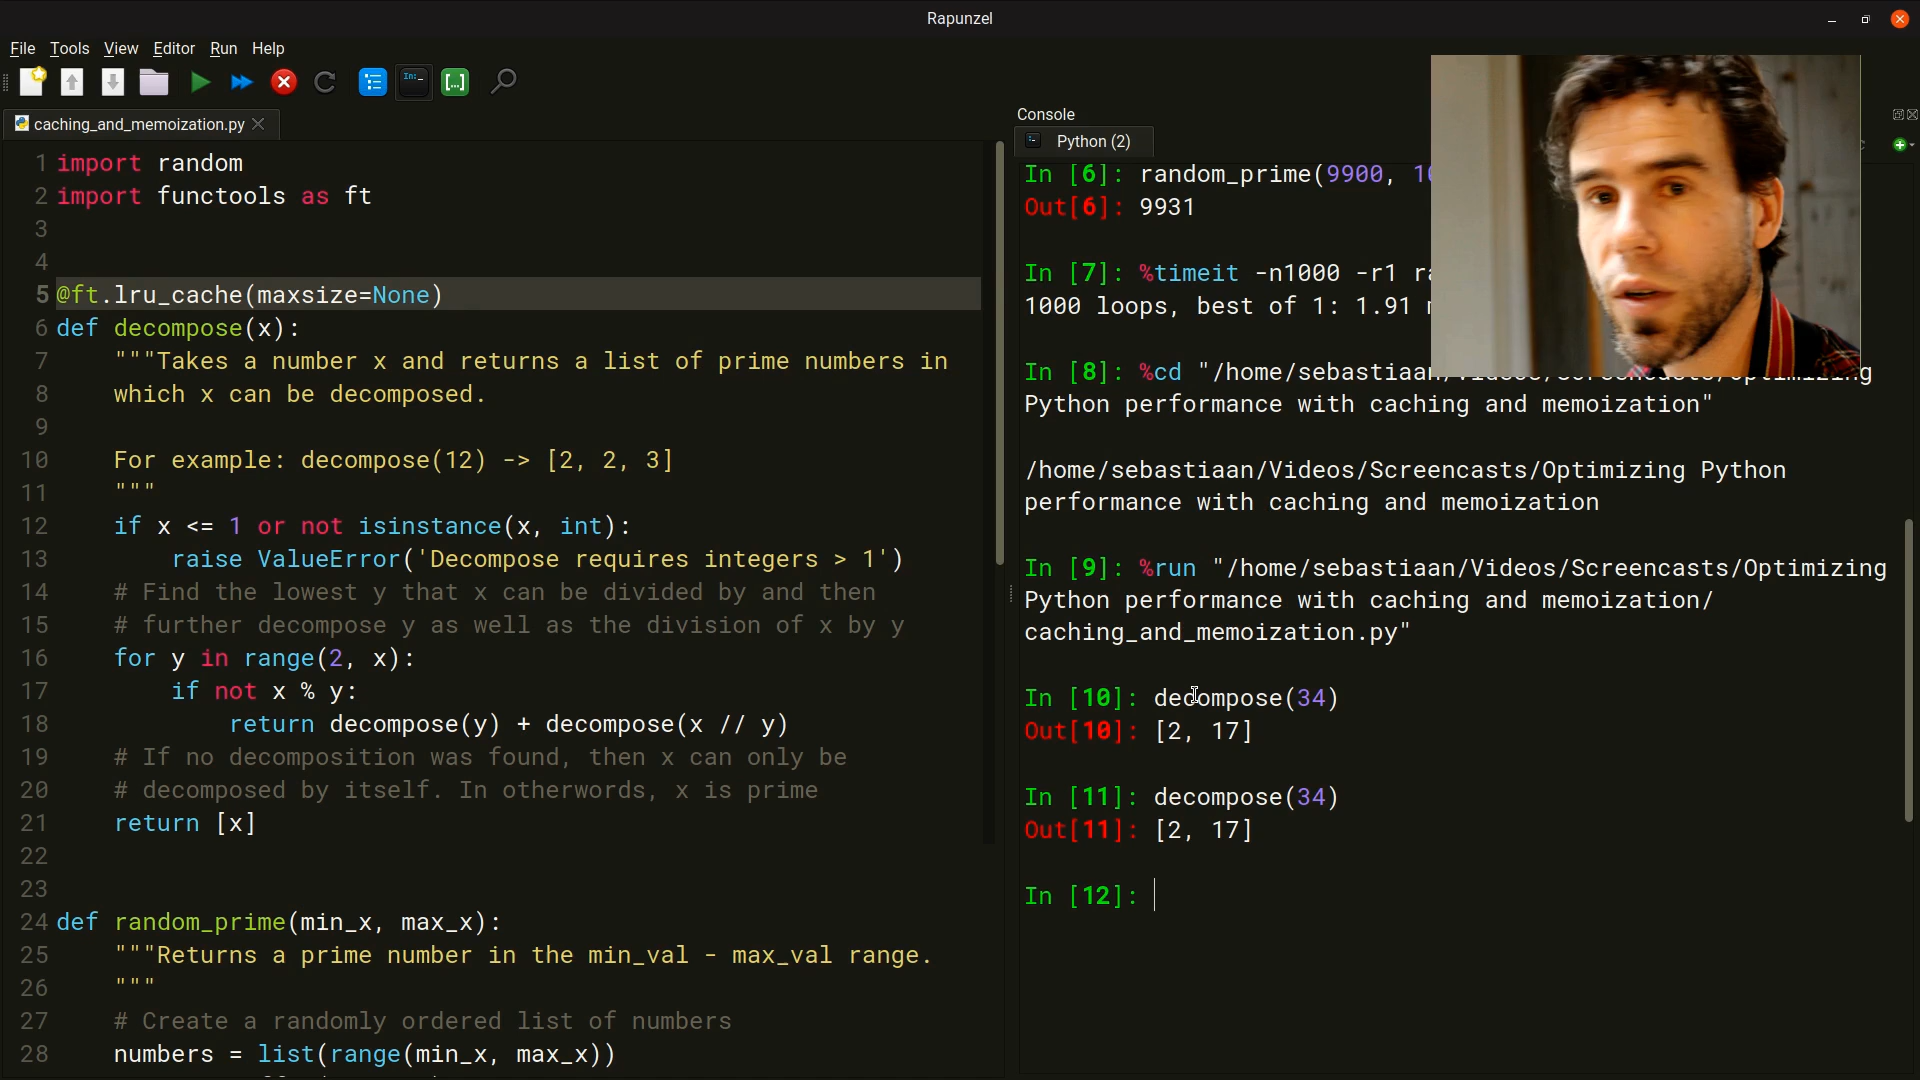 Rapunzel
File Tools View Editor Run Help
caching_and_memoization.py
1 import random
2 import functools as ft
3
4
5 @ft.lru_cache(maxsize=None)
6 def decompose(x):
7 """Takes a number x and returns a list of prime numbers in
8 which x can be decomposed.
9
10 For example: decompose(12) -> [2, 2, 3]
11 """
12 if x <= 1 or not isinstance(x, int):
13 raise ValueError('Decompose requires integers > 1')
14 # Find the lowest y that x can be divided by and then
15 # further decompose y as well as the division of x by y
16 for y in range(2, x):
17 if not x % y:
18 return decompose(y) + decompose(x // y)
19 # If no decomposition was found, then x can only be
20 # decomposed by itself. In otherwords, x is prime
21 return [x]
22
23
24 def random_prime(min_x, max_x):
25 """Returns a prime number in the min_val - max_val range.
26 """
27 # Create a randomly ordered list of numbers
28 numbers = list(range(min_x, max_x))
Console
Python (2)
In [6]: random_prime(9900,
Out[6]: 9931
In [7]: %timeit -n1000 -r1
1000 loops, best of 1: 1.91
In [8]: %cd "/home/sebastiaan/Videos/Screencasts/Optimizing
Python performance with caching and memoization"
/home/sebastiaan/Videos/Screencasts/Optimizing Python
performance with caching and memoization
In [9]: %run "/home/sebastiaan/Videos/Screencasts/Optimizing
Python performance with caching and memoization/
caching_and_memoization.py"
In [10]: decompose(34)
Out[10]: [2, 17]
In [11]: decompose(34)
Out[11]: [2, 17]
In [12]: